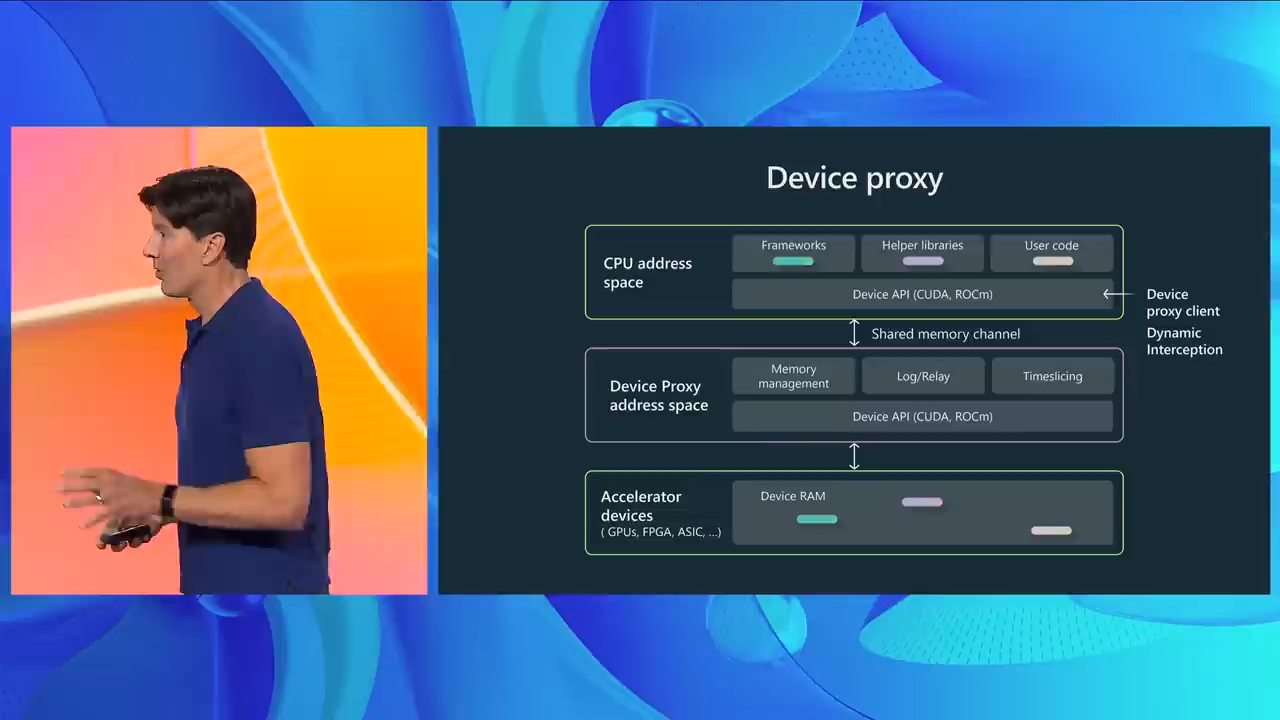 Device proxy
CPU address
space
Frameworks
Helper libraries
User code
Device API (CUDA, ROCm)
Device
proxy client
Dynamic
Interception
Shared memory channel
Device Proxy
address space
Memory
management
Log/Relay
Timeslicing
Device API (CUDA, ROCm)
Accelerator
devices
( GPUs, FPGA, ASIC, ...)
Device RAM